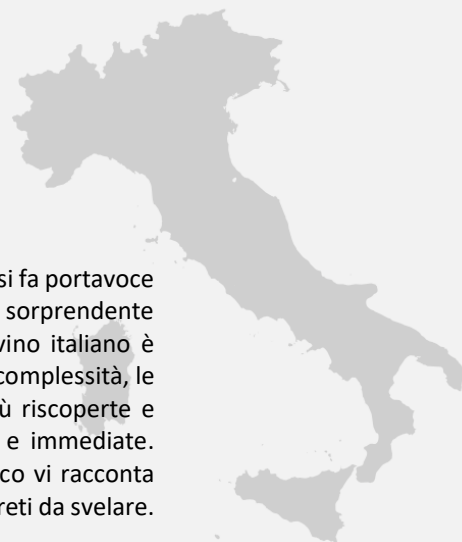 si fa portavoce
sorprendente
vino italiano è
complessità, le
ù riscoperte e
e immediate.
co vi racconta
reti da svelare.